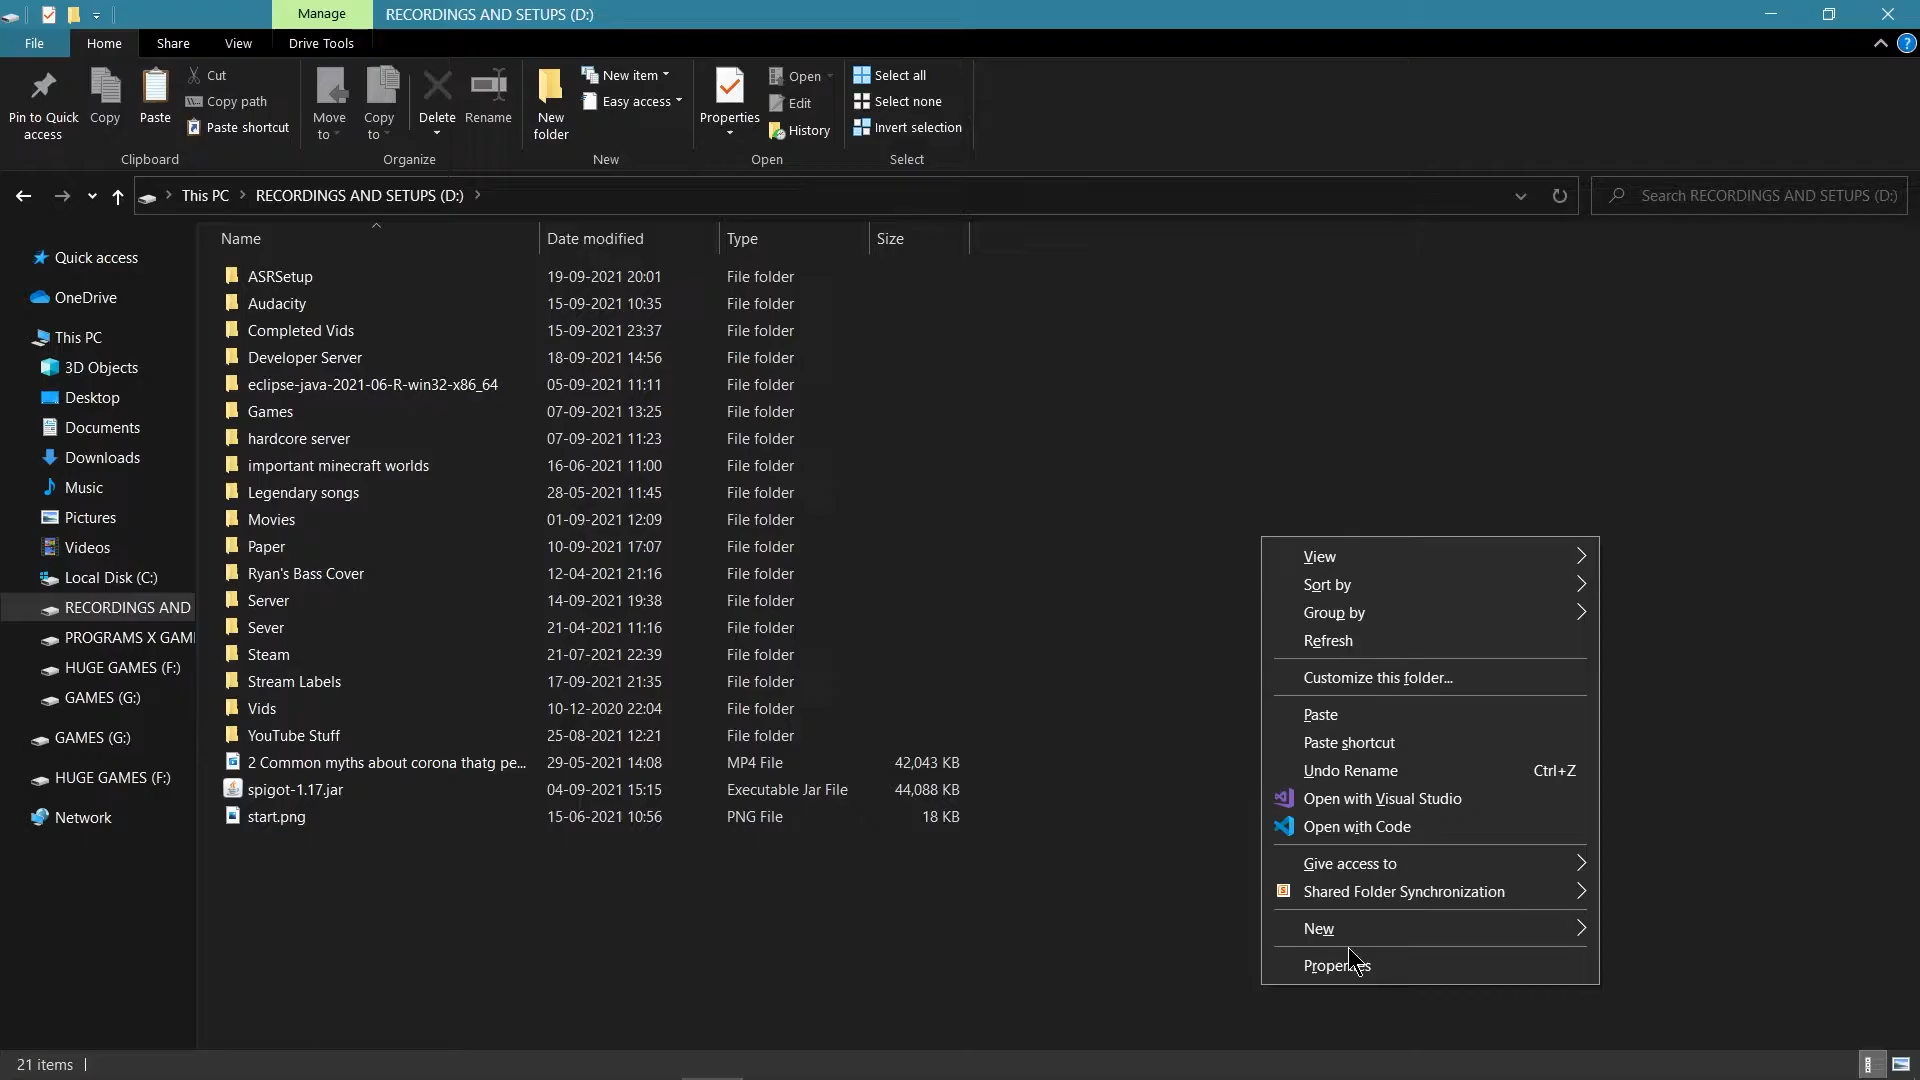 Manage
RECORDINGS AND SETUPS (D:)
File
Home
Share
View
Drive Tools
Pin to Quick access
Copy
Paste
Cut
Copy path
Paste shortcut
Clipboard
Move to
Copy to
Delete
Rename
Organize
New folder
New item
Easy access
New
Properties
Open
Edit
History
Open
Select all
Select none
Invert selection
Select
This PC
RECORDINGS AND SETUPS (D:)
Search RECORDINGS AND SETUPS (D:)
Quick access
OneDrive
This PC
3D Objects
Desktop
Documents
Downloads
Music
Pictures
Videos
Local Disk (C:)
RECORDINGS AND
PROGRAMS X GAM
HUGE GAMES (F:)
GAMES (G:)
GAMES (G:)
HUGE GAMES (F:)
Network
Name Date modified Type Size
ASRSetup 19-09-2021 20:01 File folder
Audacity 15-09-2021 10:35 File folder
Completed Vids 15-09-2021 23:37 File folder
Developer Server 18-09-2021 14:56 File folder
eclipse-java-2021-06-R-win32-x86_64 05-09-2021 11:11 File folder
Games 07-09-2021 13:25 File folder
hardcore server 07-09-2021 11:23 File folder
important minecraft worlds 16-06-2021 11:00 File folder
Legendary songs 28-05-2021 11:45 File folder
Movies 01-09-2021 12:09 File folder
Paper 10-09-2021 17:07 File folder
Ryan's Bass Cover 12-04-2021 21:16 File folder
Server 14-09-2021 19:38 File folder
Sever 21-04-2021 11:16 File folder
Steam 21-07-2021 22:39 File folder
Stream Labels 17-09-2021 21:35 File folder
Vids 10-12-2020 22:04 File folder
YouTube Stuff 25-08-2021 12:21 File folder
2 Common myths about corona thatg pe... 29-05-2021 14:08 MP4 File 42,043 KB
spigot-1.17.jar 04-09-2021 15:15 Executable Jar File 44,088 KB
start.png 15-06-2021 10:56 PNG File 18 KB
View
Sort by
Group by
Refresh
Customize this folder...
Paste
Paste shortcut
Undo Rename Ctrl+Z
Open with Visual Studio
Open with Code
Give access to
Shared Folder Synchronization
New
Properties
21 items